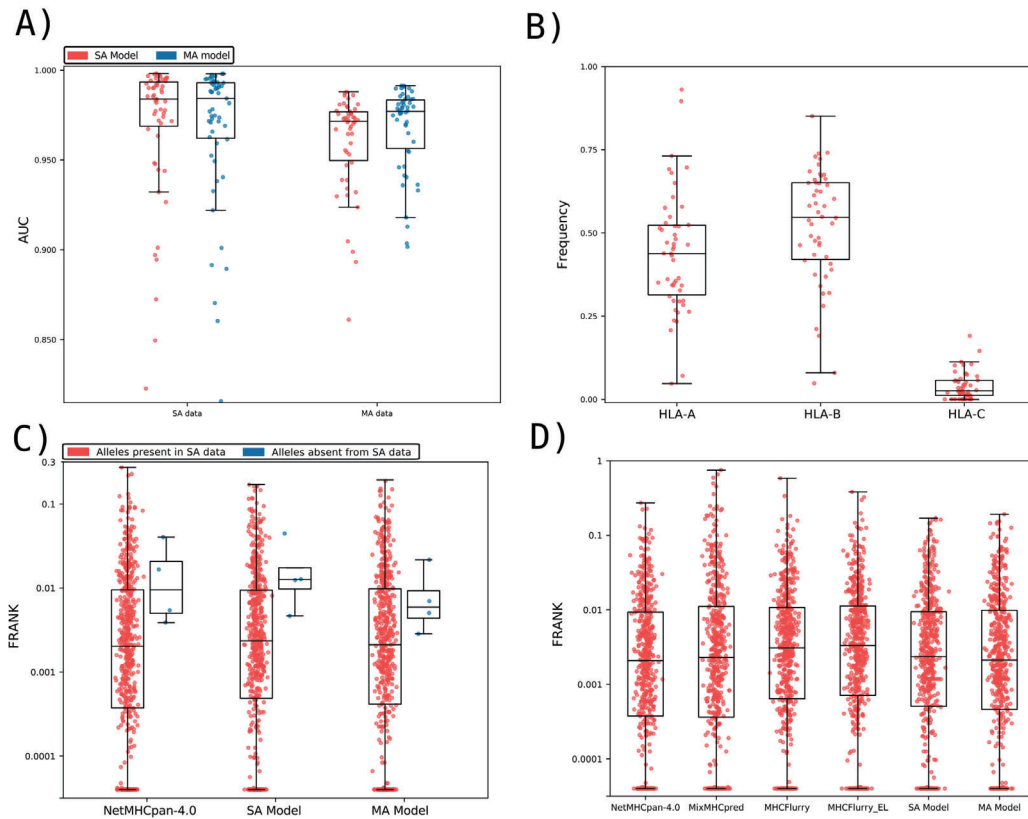 A)
SA Model MA model
1.000
0.950
0.900
0.850
AUC
SA data MA data
B)
1.00
0.75
0.50
0.25
0.00
Frequency
HLA-A HLA-B HLA-C
C)
Alleles present in SA data Alleles absent from SA data
0.3
0.1
0.01
0.001
0.0001
FRANK
NetMHCpan-4.0 SA Model MA Model
D)
1
0.1
0.01
0.001
0.0001
FRANK
NetMHCpan-4.0 MixMHCpred MHCFlurry MHCFlurry_EL SA Model MA Model